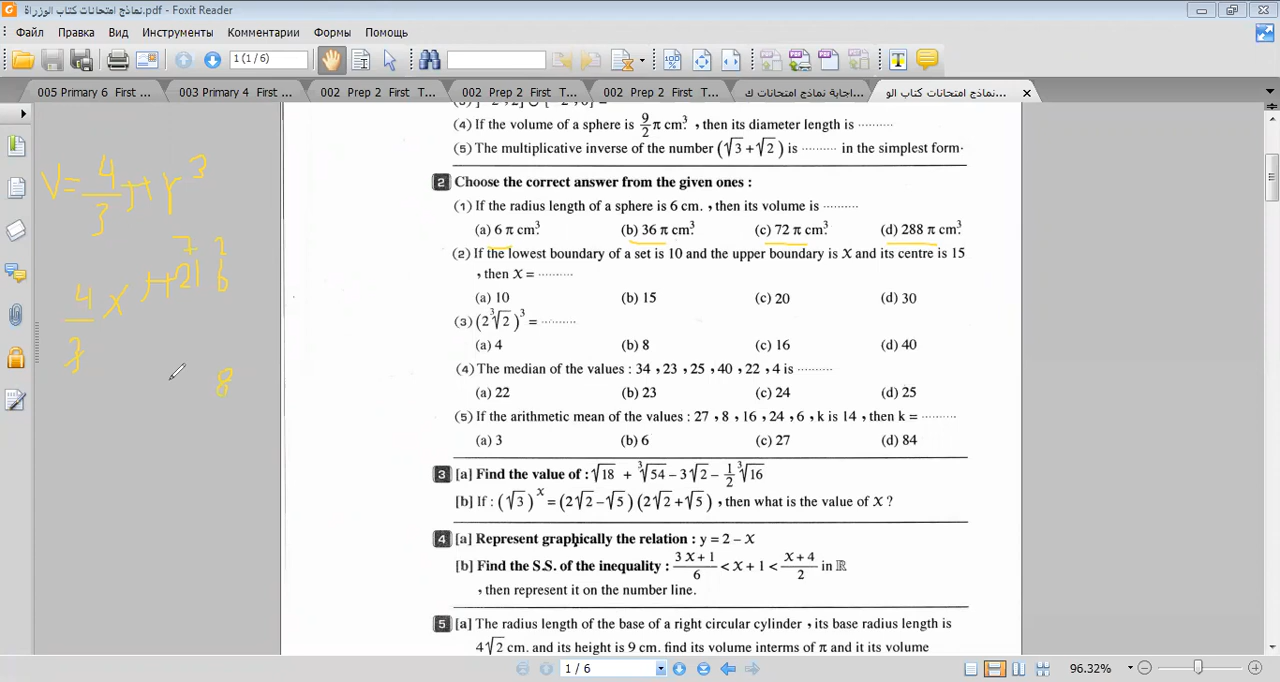 نماذج امتحانات كتاب الوزراة.pdf - Foxit Reader
Файл Правка Вид Инструменты Комментарии Формы Помощь
1 (1 / 6)
005 Primary 6 First ... 003 Primary 4 First ... 002 Prep 2 First T... 002 Prep 2 First T... 002 Prep 2 First T... اجابة نماذج امتحانات ك... نماذج امتحانات كتاب الو...
(4) If the volume of a sphere is 9/2 π cm³ , then its diameter length is ··········
(5) The multiplicative inverse of the number (√3 + √2) is ·········· in the simplest form·
2 Choose the correct answer from the given ones :
(1) If the radius length of a sphere is 6 cm. , then its volume is ··········
(a) 6 π cm³ (b) 36 π cm³ (c) 72 π cm³ (d) 288 π cm³
(2) If the lowest boundary of a set is 10 and the upper boundary is X and its centre is 15
, then X = ··········
(a) 10 (b) 15 (c) 20 (d) 30
(3) (2 ∛2)³ = ··········
(a) 4 (b) 8 (c) 16 (d) 40
(4) The median of the values : 34 , 23 , 25 , 40 , 22 , 4 is ··········
(a) 22 (b) 23 (c) 24 (d) 25
(5) If the arithmetic mean of the values : 27 , 8 , 16 , 24 , 6 , k is 14 , then k = ··········
(a) 3 (b) 6 (c) 27 (d) 84
3 [a] Find the value of : √18 + ∛54 – 3√2 – 1/2 ∛16
[b] If : (√3)^X = (2√2 – √5) (2√2 + √5) , then what is the value of X ?
4 [a] Represent graphically the relation : y = 2 – X
[b] Find the S.S. of the inequality : (3 X + 1)/6 < X + 1 < (X + 4)/2 in ℝ
, then represent it on the number line.
5 [a] The radius length of the base of a right circular cylinder , its base radius length is
4√2 cm. and its height is 9 cm. find its volume interms of π and it its volume
V = 4/3 π r³
7 2
4/3 × π 216
8
1 / 6
96.32%